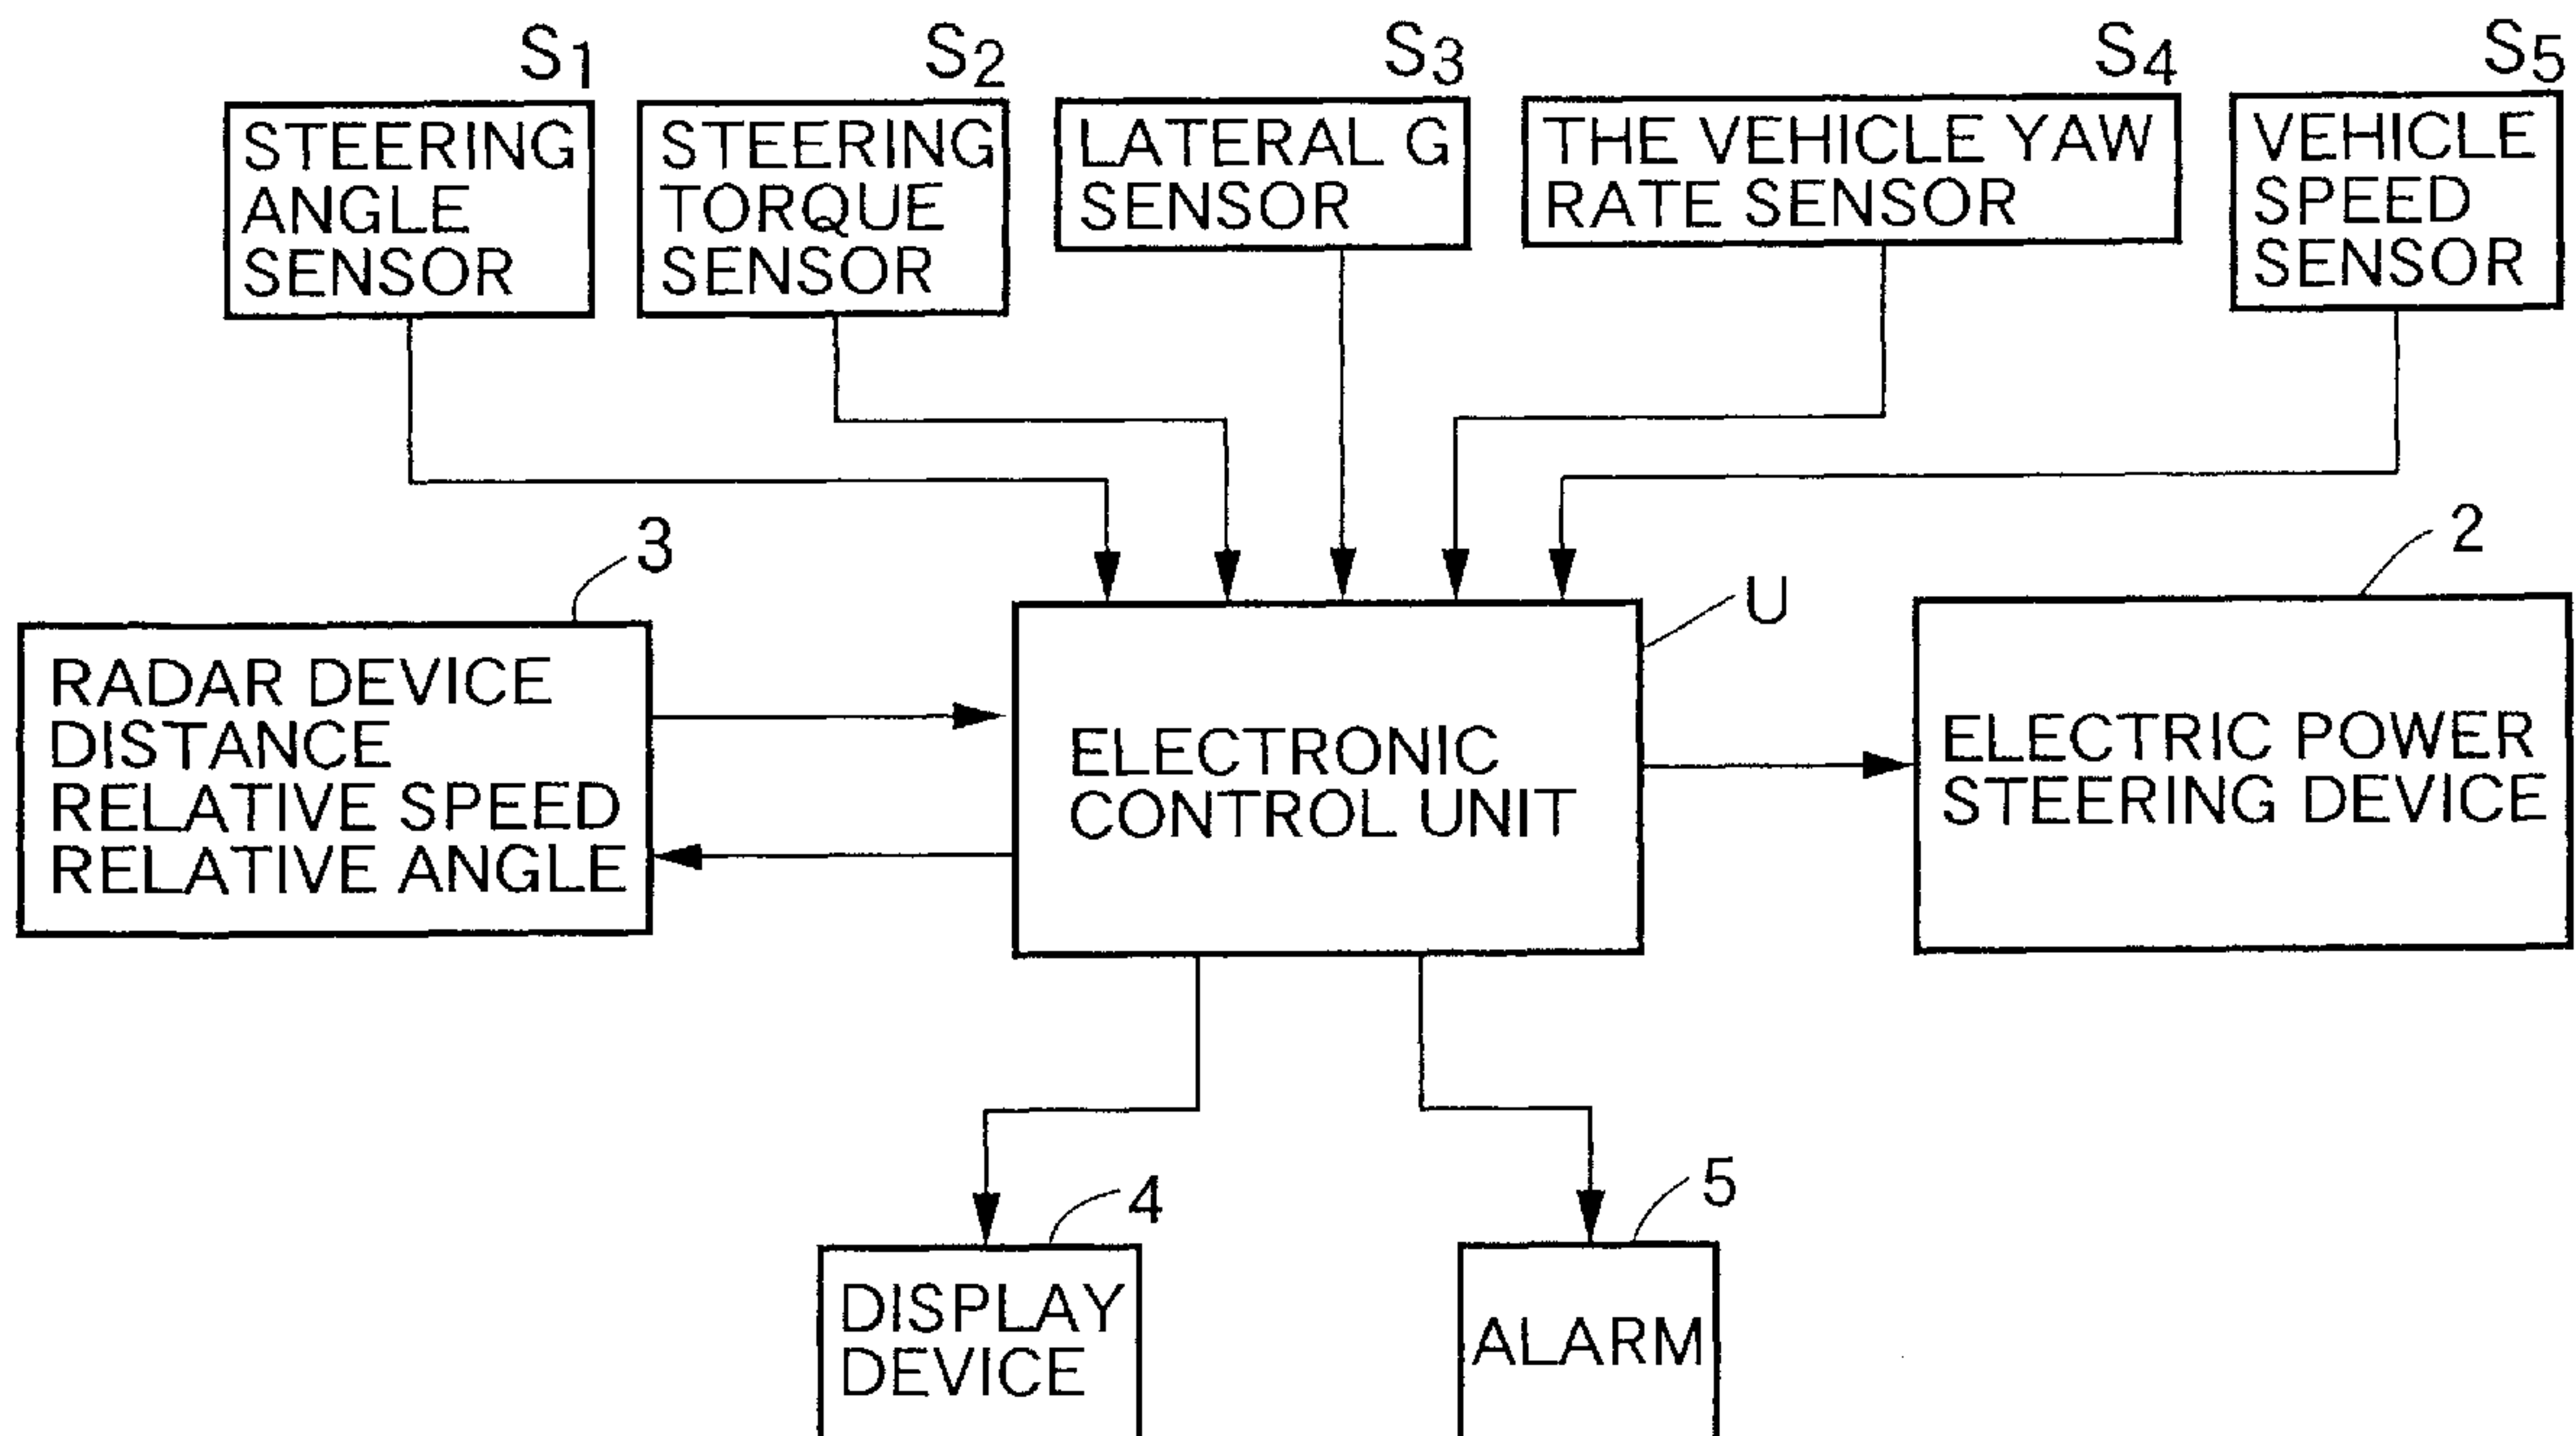 S1
S2
S3
S4
S5
STEERING
ANGLE
SENSOR
STEERING
TORQUE
SENSOR
LATERAL G
SENSOR
THE VEHICLE YAW
RATE SENSOR
VEHICLE
SPEED
SENSOR
3
U
2
RADAR DEVICE
DISTANCE
RELATIVE SPEED
RELATIVE ANGLE
ELECTRONIC
CONTROL UNIT
ELECTRIC POWER
STEERING DEVICE
4
5
DISPLAY
DEVICE
ALARM